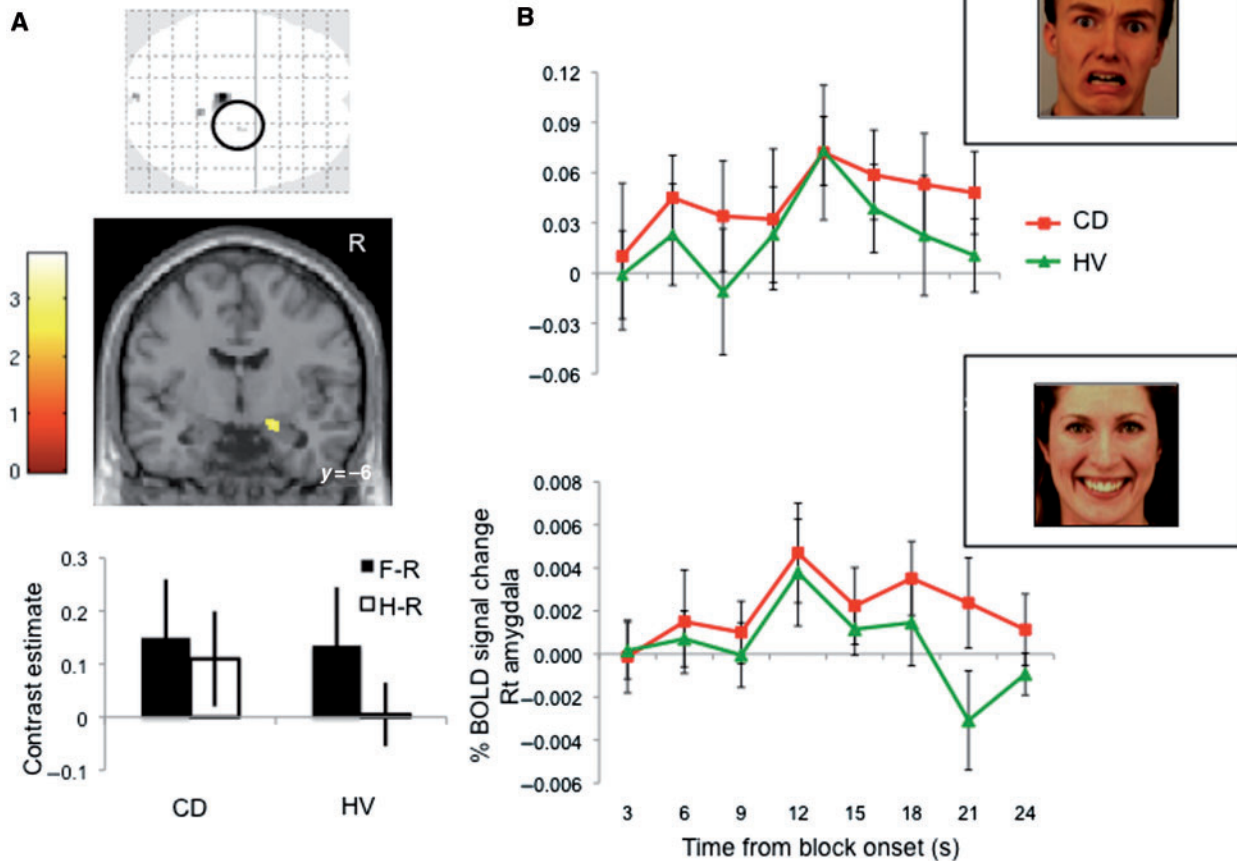 A
R
3
2
1
0
y = –6
0.3
0.2
0.1
0
–0.1
Contrast estimate
F-R
H-R
CD
HV
B
0.12
0.09
0.06
0.03
0
–0.03
–0.06
CD
HV
0.008
0.006
0.004
0.002
0.000
–0.002
–0.004
–0.006
% BOLD signal change
Rt amygdala
3 6 9 12 15 18 21 24
Time from block onset (s)